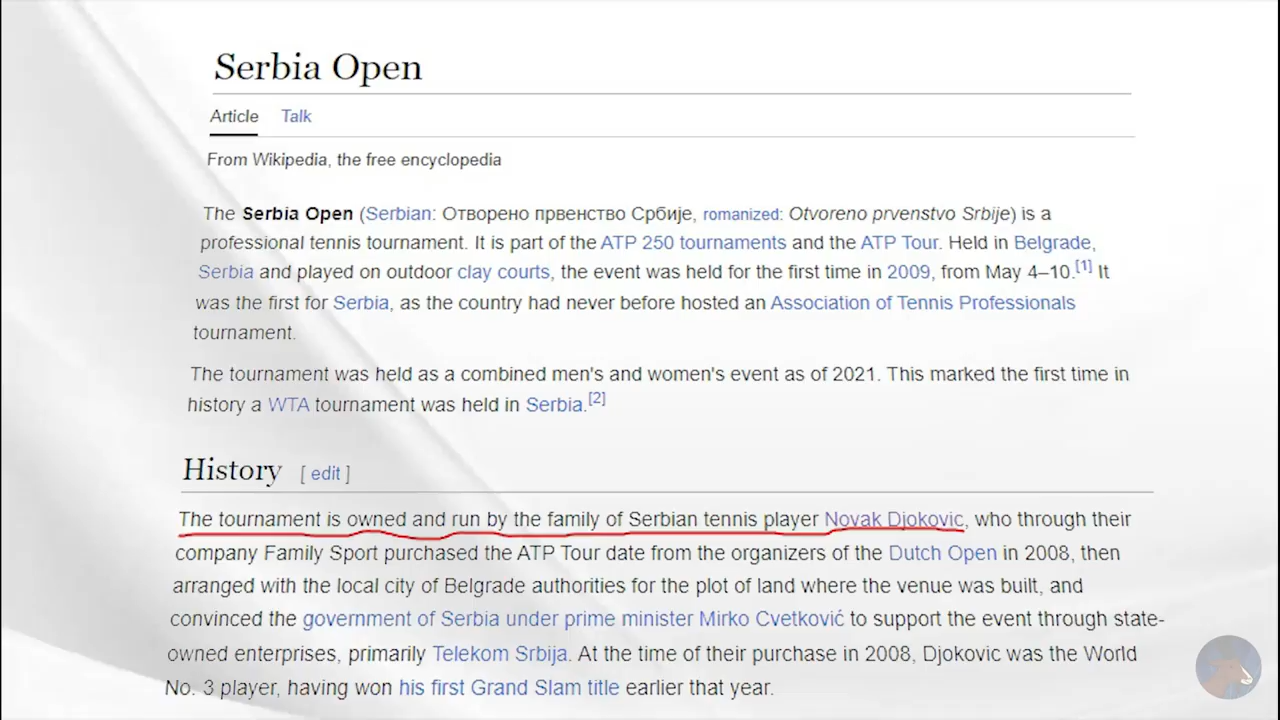 Serbia Open
Article Talk
From Wikipedia, the free encyclopedia
The Serbia Open (Serbian: Отворено првенство Србије, romanized: Otvoreno prvenstvo Srbije) is a
professional tennis tournament. It is part of the ATP 250 tournaments and the ATP Tour. Held in Belgrade,
Serbia and played on outdoor clay courts, the event was held for the first time in 2009, from May 4–10.[1] It
was the first for Serbia, as the country had never before hosted an Association of Tennis Professionals
tournament.
The tournament was held as a combined men's and women's event as of 2021. This marked the first time in
history a WTA tournament was held in Serbia.[2]
History [ edit ]
The tournament is owned and run by the family of Serbian tennis player Novak Djokovic, who through their
company Family Sport purchased the ATP Tour date from the organizers of the Dutch Open in 2008, then
arranged with the local city of Belgrade authorities for the plot of land where the venue was built, and
convinced the government of Serbia under prime minister Mirko Cvetković to support the event through state-
owned enterprises, primarily Telekom Srbija. At the time of their purchase in 2008, Djokovic was the World
No. 3 player, having won his first Grand Slam title earlier that year.